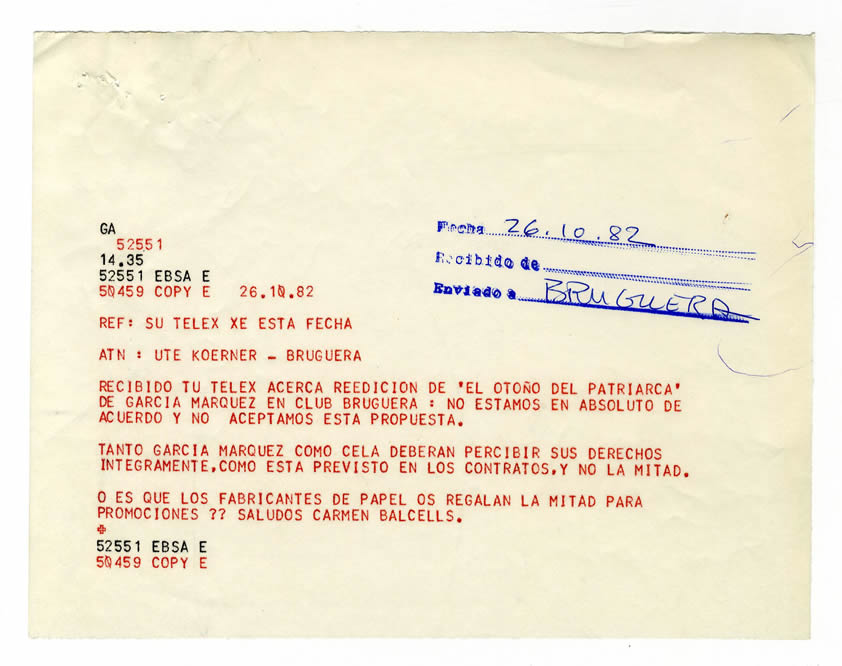 GA
52551
14.35
52551 EBSA E
50459 COPY E 26.10.82
Fecha 26.10.82
Recibido de
Enviado a BRUGUERA
REF: SU TELEX XE ESTA FECHA
ATN : UTE KOERNER - BRUGUERA
RECIBIDO TU TELEX ACERCA REEDICION DE 'EL OTOÑO DEL PATRIARCA'
DE GARCIA MARQUEZ EN CLUB BRUGUERA : NO ESTAMOS EN ABSOLUTO DE
ACUERDO Y NO ACEPTAMOS ESTA PROPUESTA.
TANTO GARCIA MARQUEZ COMO CELA DEBERAN PERCIBIR SUS DERECHOS
INTEGRAMENTE,COMO ESTA PREVISTO EN LOS CONTRATOS,Y NO LA MITAD.
O ES QUE LOS FABRICANTES DE PAPEL OS REGALAN LA MITAD PARA
PROMOCIONES ?? SALUDOS CARMEN BALCELLS.
52551 EBSA E
50459 COPY E